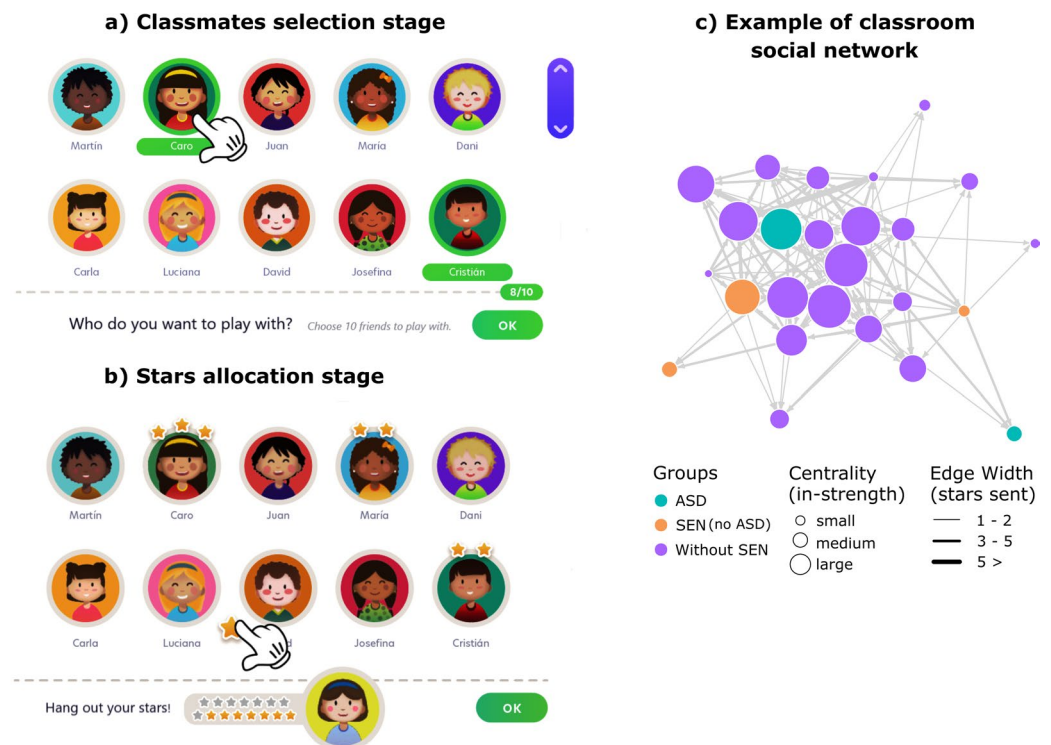 a) Classmates selection stage
Martín Caro Juan María Dani
Carla Luciana David Josefina Cristián
8/10
Who do you want to play with? Choose 10 friends to play with. OK
b) Stars allocation stage
Martín Caro Juan María Dani
Carla Luciana d Josefina Cristián
Hang out your stars! OK
c) Example of classroom
social network
Groups
ASD
SEN (no ASD)
Without SEN
Centrality
(in-strength)
small
medium
large
Edge Width
(stars sent)
1 - 2
3 - 5
5 >